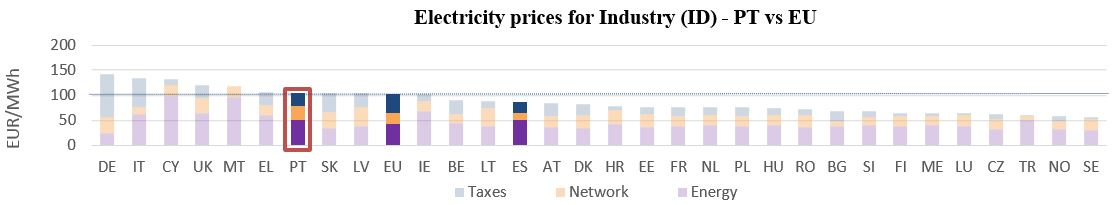 Electricity prices for Industry (ID) - PT vs EU
EUR/MWh
200
150
100
50
0
DE IT CY UK MT EL PT SK LV EU IE BE LT ES AT DK HR EE FR NL PL HU RO BG SI FI ME LU CZ TR NO SE
Taxes Network Energy